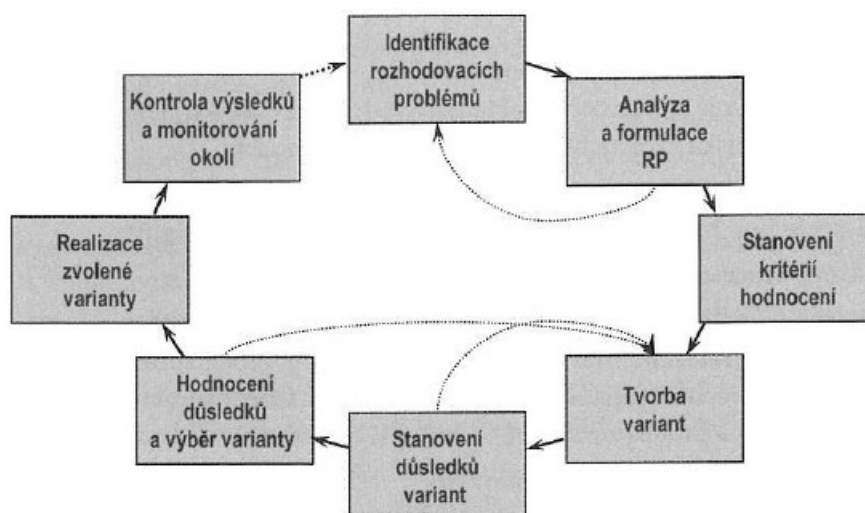 Identifikace
rozhodovacích
problémů
Analýza
a formulace
RP
Stanovení
kritérií
hodnocení
Tvorba
variant
Stanovení
důsledků
variant
Hodnocení
důsledků
a výběr varianty
Realizace
zvolené
varianty
Kontrola výsledků
a monitorování
okolí